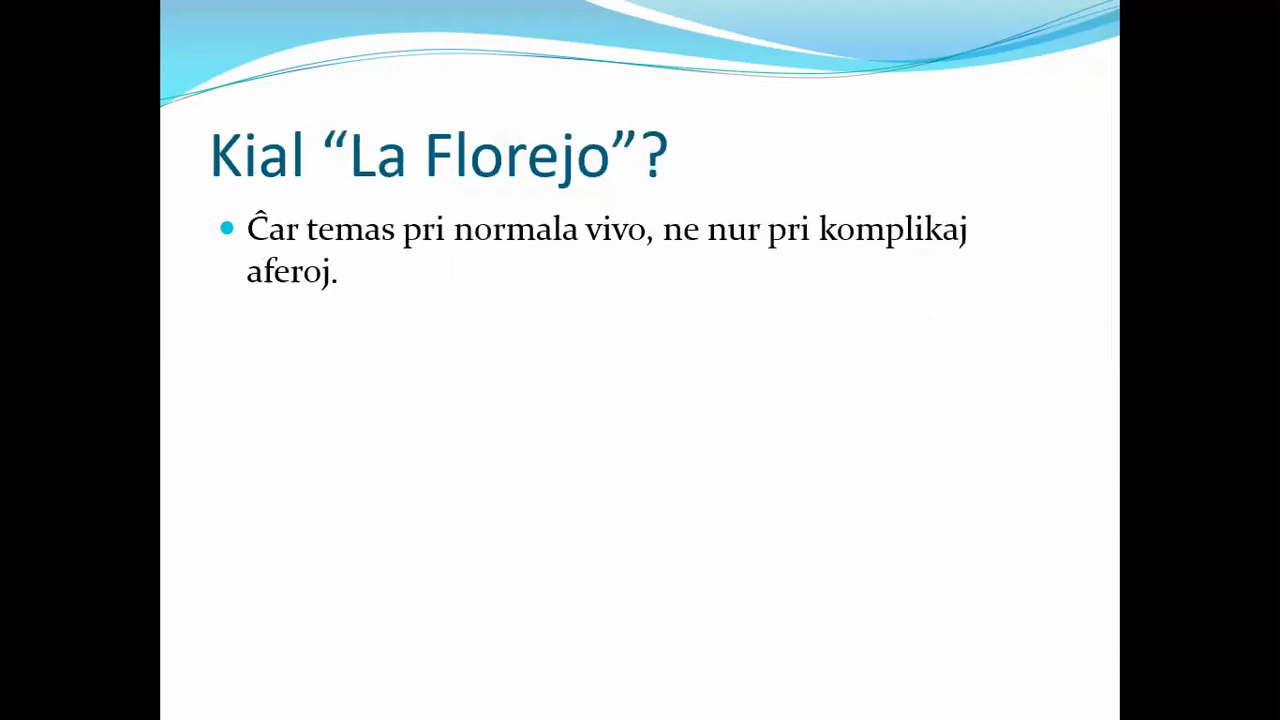 Kial “La Florejo”?
Ĉar temas pri normala vivo, ne nur pri komplikaj
aferoj.